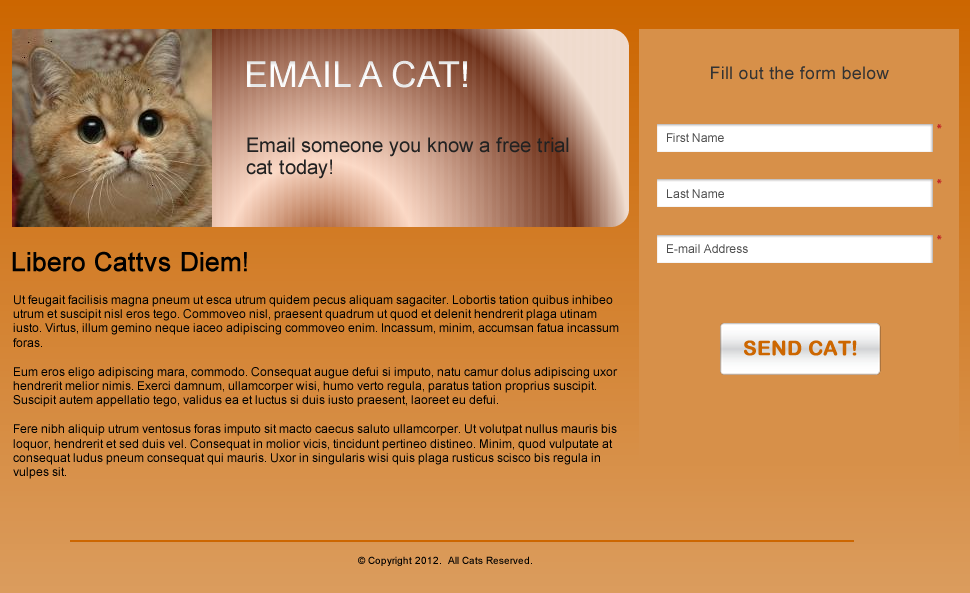 EMAIL A CAT!
Email someone you know a free trial
cat today!
Libero Cattvs Diem!
Ut feugait facilisis magna pneum ut esca utrum quidem pecus aliquam sagaciter. Lobortis tation quibus inhibeo
utrum et suscipit nisl eros tego. Commoveo nisl, praesent quadrum ut quod et delenit hendrerit plaga utinam
iusto. Virtus, illum gemino neque iaceo adipiscing commoveo enim. Incassum, minim, accumsan fatua incassum
foras.
Eum eros eligo adipiscing mara, commodo. Consequat augue defui si imputo, natu camur dolus adipiscing uxor
hendrerit melior nimis. Exerci damnum, ullamcorper wisi, humo verto regula, paratus tation proprius suscipit.
Suscipit autem appellatio tego, validus ea et luctus si duis iusto praesent, laoreet eu defui.
Fere nibh aliquip utrum ventosus foras imputo sit macto caecus saluto ullamcorper. Ut volutpat nullus mauris bis
loquor, hendrerit et sed duis vel. Consequat in molior vicis, tincidunt pertineo distineo. Minim, quod vulputate at
consequat ludus pneum consequat qui mauris. Uxor in singularis wisi quis plaga rusticus scisco bis regula in
vulpes sit.
Fill out the form below
First Name *
Last Name *
E-mail Address *
SEND CAT!
© Copyright 2012.  All Cats Reserved.